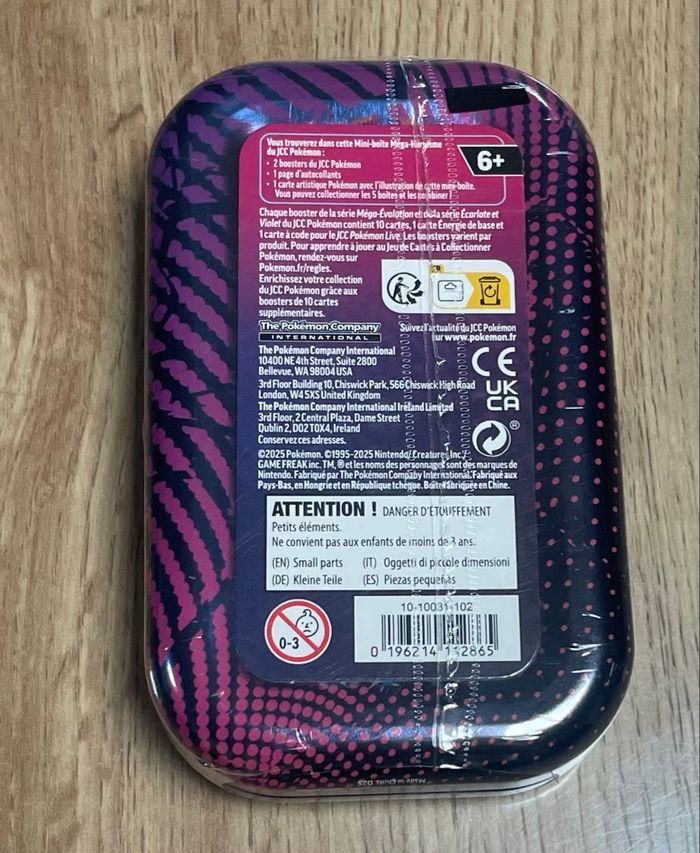 Vous trouverez dans cette Mini-boîte Méga-Héroïsme
du JCC Pokémon :
• 2 boosters du JCC Pokémon
• 1 page d'autocollants
• 1 carte artistique Pokémon avec l'illustration de cette mini-boîte.
Vous pouvez collectionner les 5 boîtes et les combiner !
6+
Chaque booster de la série Méga-Évolution et de la série Écarlate et
Violet du JCC Pokémon contient 10 cartes, 1 carte Énergie de base et
1 carte à code pour le JCC Pokémon Live. Les boosters varient par
produit. Pour apprendre à jouer au Jeu de Cartes à Collectionner
Pokémon, rendez-vous sur
Pokemon.fr/regles.
Enrichissez votre collection
du JCC Pokémon grâce aux
boosters de 10 cartes
supplémentaires.
The Pokémon Company
INTERNATIONAL
Suivez l'actualité du JCC Pokémon
sur www.pokemon.fr
The Pokémon Company International
10400 NE 4th Street, Suite 2800
Bellevue, WA 98004 USA
3rd Floor Building 10, Chiswick Park, 566 Chiswick High Road
London, W4 5XS United Kingdom
The Pokémon Company International Ireland Limited
3rd Floor, 2 Central Plaza, Dame Street
Dublin 2, D02 T0X4, Ireland
Conservez ces adresses.
CE
UK
CA
®
©2025 Pokémon. ©1995-2025 Nintendo/Creatures Inc./
GAME FREAK inc. TM, ® et les noms des personnages sont des marques de
Nintendo. Fabriqué par The Pokémon Company International. Fabriqué aux
Pays-Bas, en Hongrie et en République tchèque. Boîte fabriquée en Chine.
ATTENTION ! DANGER D'ÉTOUFFEMENT
Petits éléments.
Ne convient pas aux enfants de moins de 3 ans.
(EN) Small parts (IT) Oggetti di piccole dimensioni
(DE) Kleine Teile (ES) Piezas pequeñas
0-3
10-10031-102
0 196214 132865
Made in China